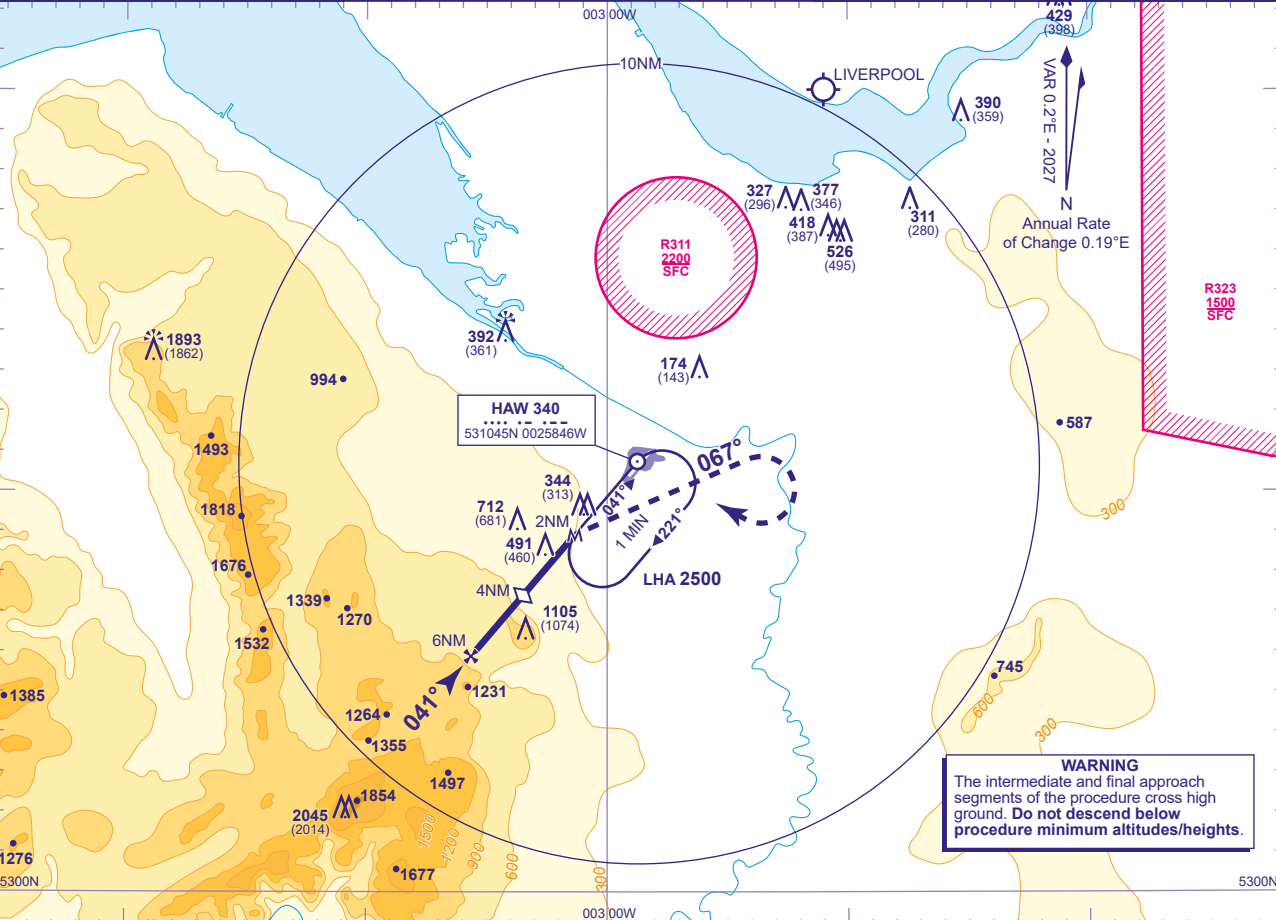 003 00W
429
(398)
10NM
LIVERPOOL
VAR 0.2°E - 2027
390
(359)
N
Annual Rate
of Change 0.19°E
327
(296)
377
(346)
418
(387)
526
(495)
311
(280)
R311
2200
SFC
R323
1500
SFC
1893
(1862)
392
(361)
174
(143)
994
HAW 340
531045N 0025846W
587
1493
067°
344
(313)
041°
712
(681)
2NM
1 MIN
221°
300
1818
491
(460)
LHA 2500
1676
4NM
1339
1270
1105
(1074)
1532
6NM
745
1385
041°
1231
600
300
1264
1355
WARNING
The intermediate and final approach
segments of the procedure cross high
ground. Do not descend below
procedure minimum altitudes/heights.
1497
1854
2045
(2014)
1500
1200
900
600
300
1276
1677
5300N
5300N
003 00W